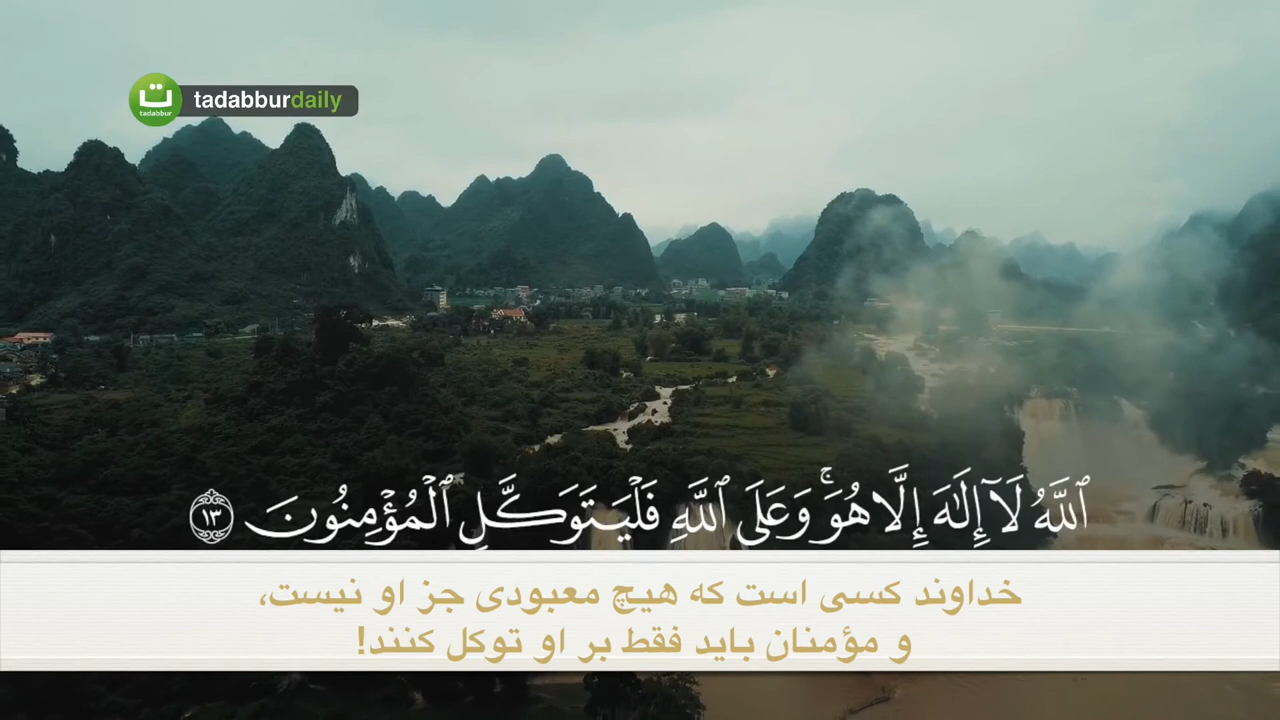 ت
tadabbur
tadabburdaily
ٱللَّهُ لَآ إِلَـٰهَ إِلَّا هُوَ ۚ وَعَلَى ٱللَّهِ فَلْيَتَوَكَّلِ ٱلْمُؤْمِنُونَ ١٣
خداوند کسی است که هیچ معبودی جز او نیست،
و مؤمنان باید فقط بر او توکل کنند!